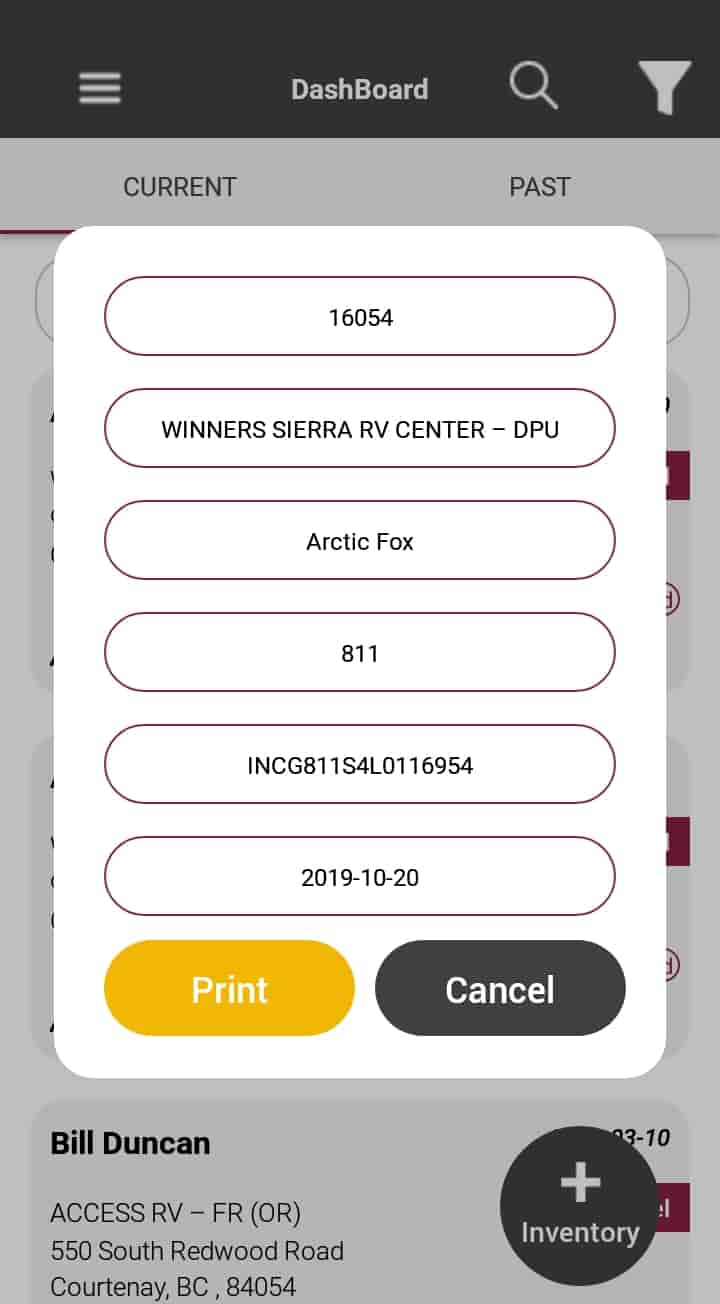 DashBoard
CURRENT
PAST
16054
WINNERS SIERRA RV CENTER – DPU
Arctic Fox
811
INCG811S4L0116954
2019-10-20
Print
Cancel
Bill Duncan
03-10
ACCESS RV – FR (OR)
550 South Redwood Road
Courtenay, BC , 84054
Inventory